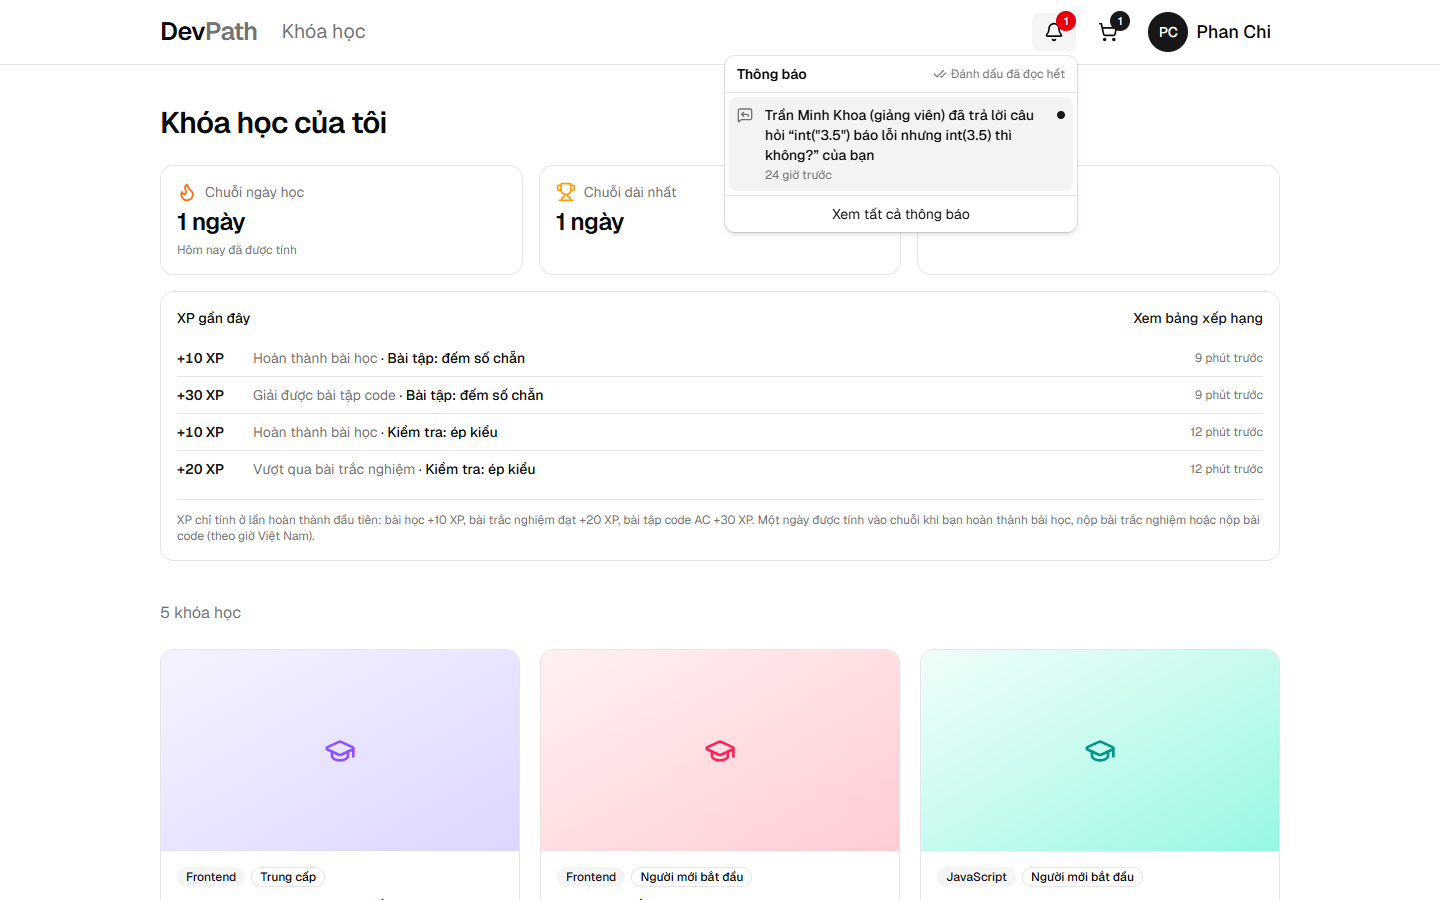 DevPath
Khóa học
1
1
PC
Phan Chi
Thông báo
Đánh dấu đã đọc hết
Trần Minh Khoa (giảng viên) đã trả lời câu
hỏi “int("3.5") báo lỗi nhưng int(3.5) thì
không?” của bạn
24 giờ trước
Xem tất cả thông báo
Khóa học của tôi
Chuỗi ngày học
1 ngày
Hôm nay đã được tính
Chuỗi dài nhất
1 ngày
XP gần đây
Xem bảng xếp hạng
+10 XP Hoàn thành bài học · Bài tập: đếm số chẵn 9 phút trước
+30 XP Giải được bài tập code · Bài tập: đếm số chẵn 9 phút trước
+10 XP Hoàn thành bài học · Kiểm tra: ép kiểu 12 phút trước
+20 XP Vượt qua bài trắc nghiệm · Kiểm tra: ép kiểu 12 phút trước
XP chỉ tính ở lần hoàn thành đầu tiên: bài học +10 XP, bài trắc nghiệm đạt +20 XP, bài tập code AC +30 XP. Một ngày được tính vào chuỗi khi bạn hoàn thành bài học, nộp bài trắc nghiệm hoặc nộp bài
code (theo giờ Việt Nam).
5 khóa học
Frontend Trung cấp
Frontend Người mới bắt đầu
JavaScript Người mới bắt đầu